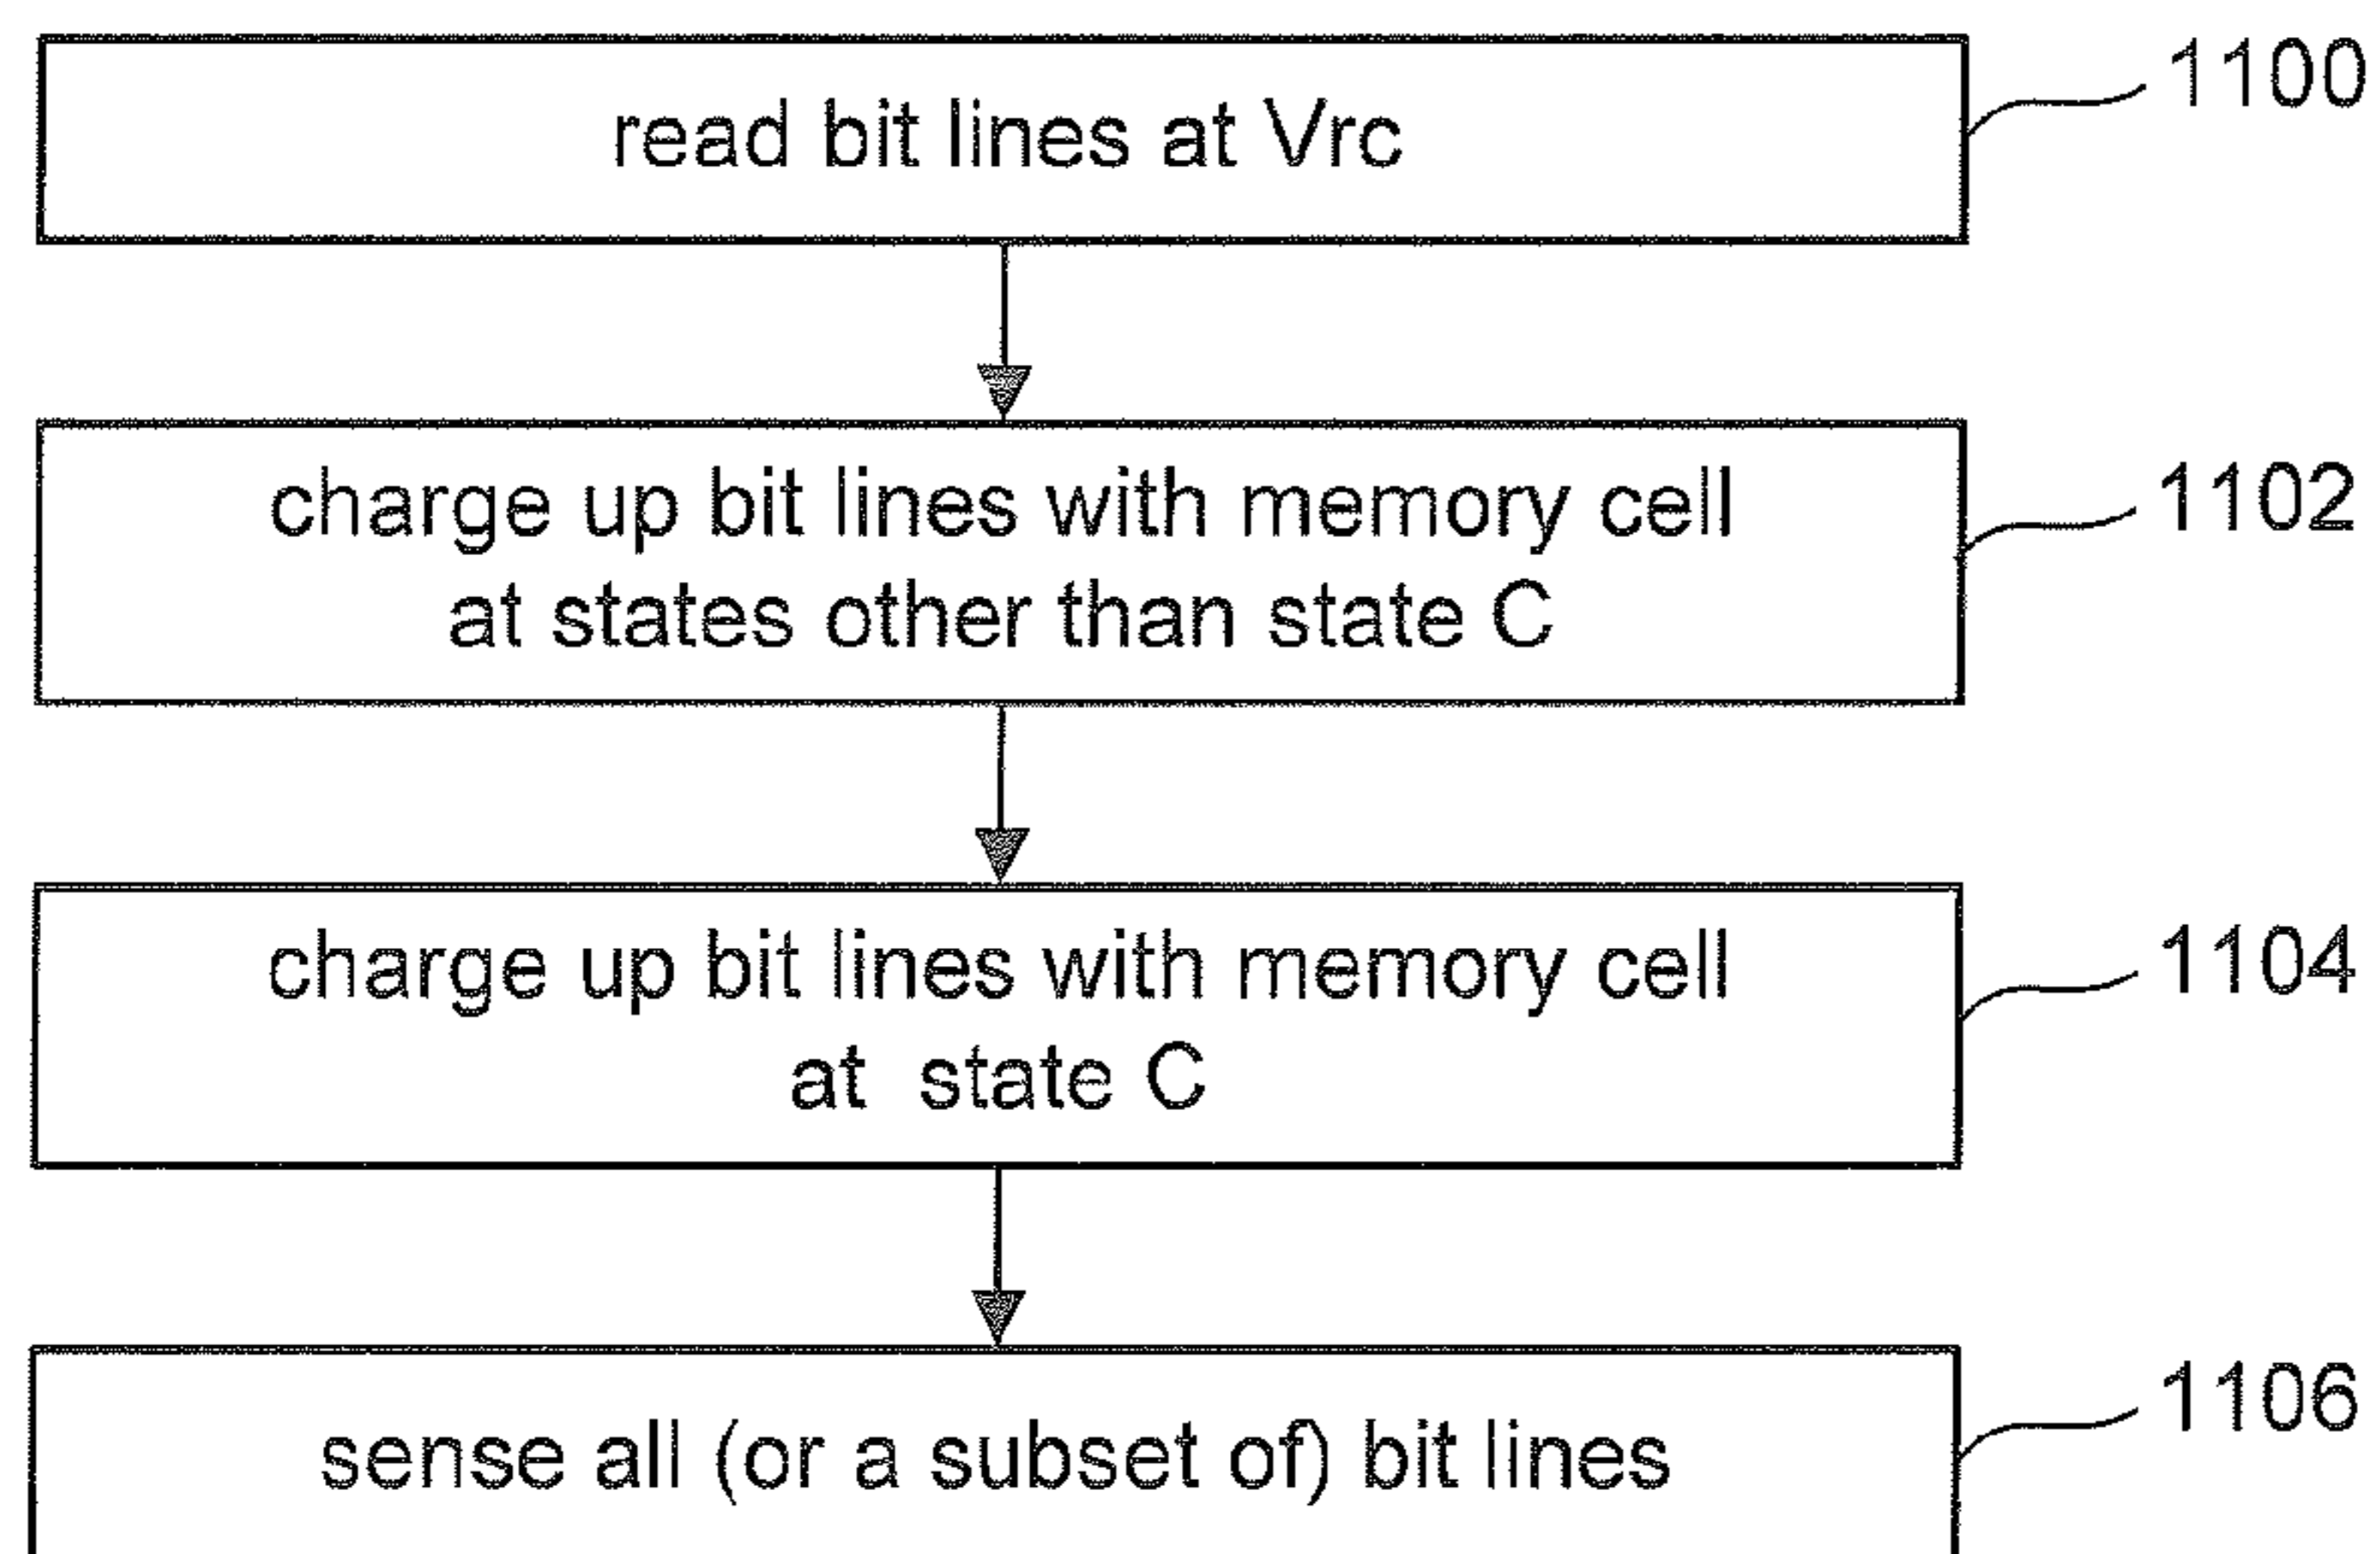 read bit lines at Vrc
1100
charge up bit lines with memory cell
at states other than state C
1102
charge up bit lines with memory cell
at state C
1104
sense all (or a subset of) bit lines
1106